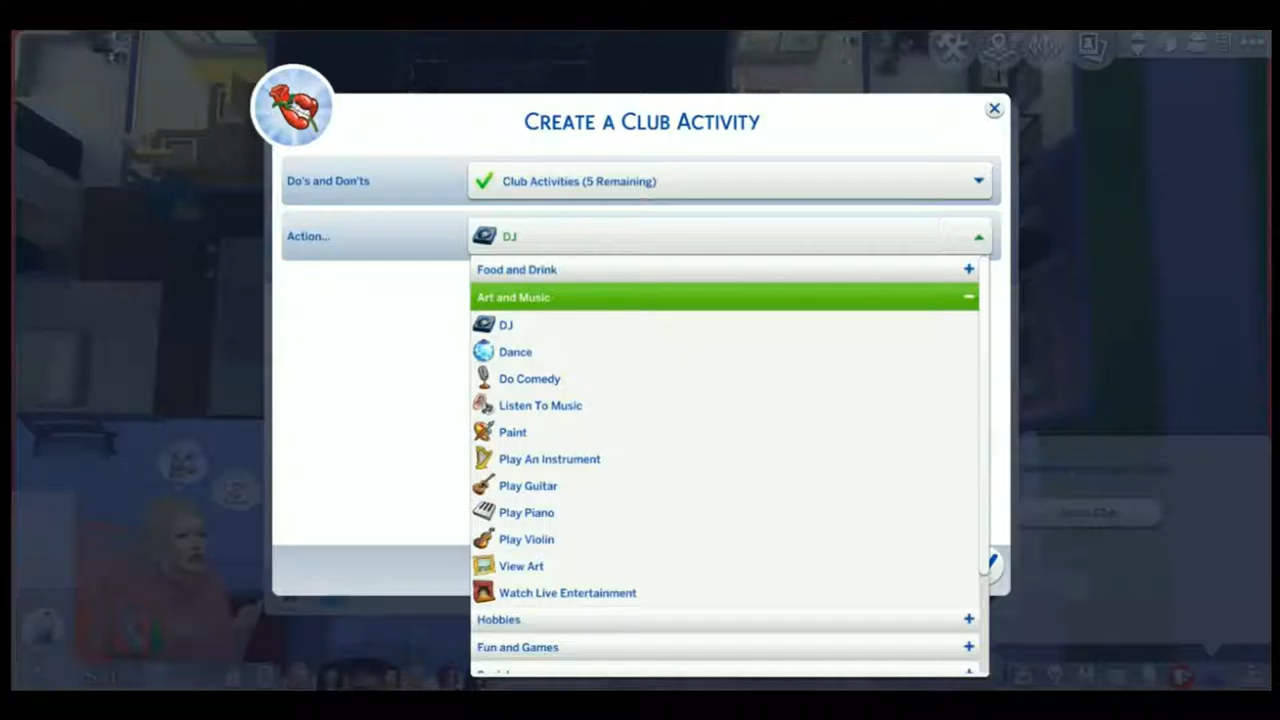 CREATE A CLUB ACTIVITY
Do's and Don'ts
Club Activities (5 Remaining)
Action...
DJ
Food and Drink
Art and Music
DJ
Dance
Do Comedy
Listen To Music
Paint
Play An Instrument
Play Guitar
Play Piano
Play Violin
View Art
Watch Live Entertainment
Hobbies
Fun and Games